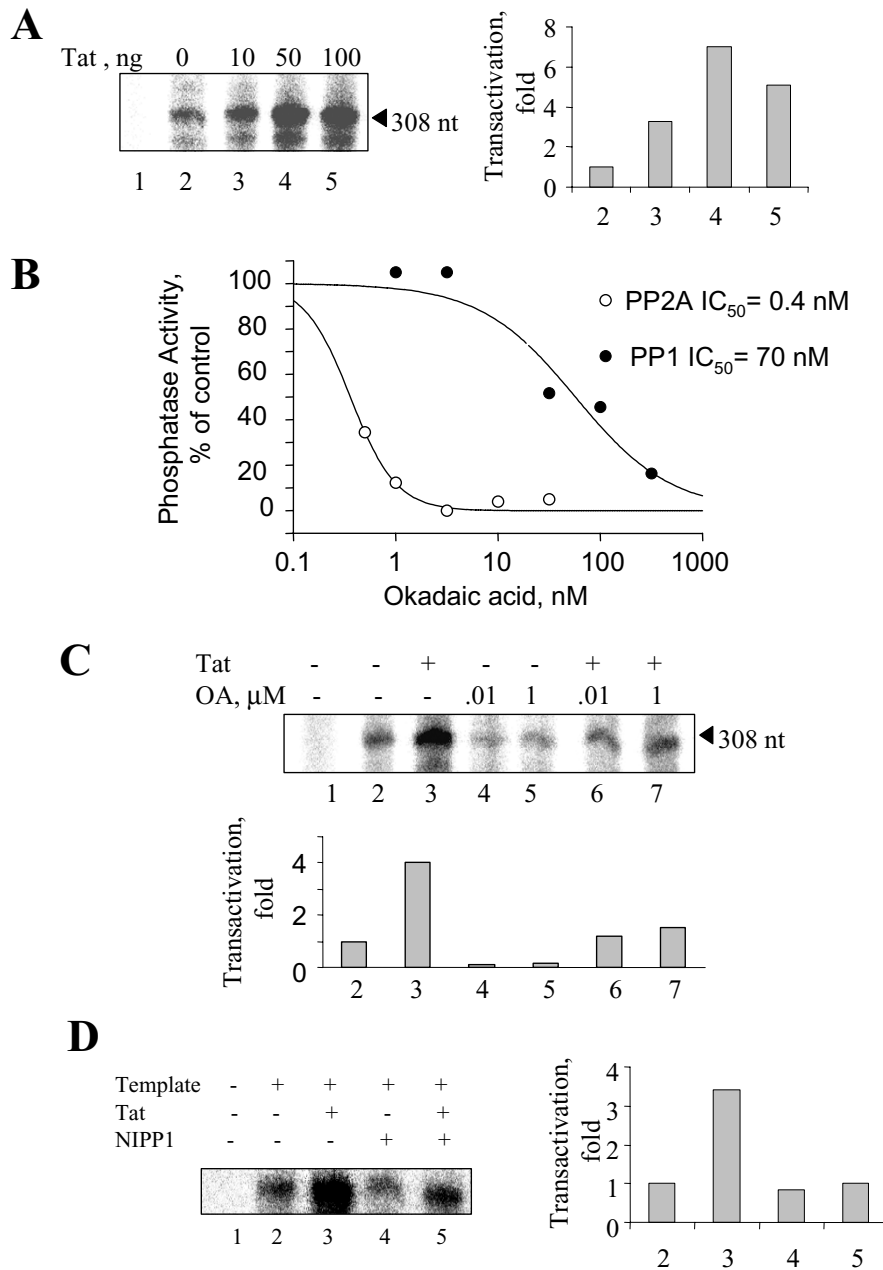 A
Tat , ng 0 10 50 100
308 nt
1 2 3 4 5
Transactivation, fold
8
6
4
2
0
2 3 4 5
B
Phosphatase Activity, % of control
100
80
60
40
20
0
0.1 1 10 100 1000
Okadaic acid, nM
PP2A IC50= 0.4 nM
PP1 IC50= 70 nM
C
Tat - - + - - + +
OA, μM - - - .01 1 .01 1
308 nt
1 2 3 4 5 6 7
Transactivation, fold
4
2
0
2 3 4 5 6 7
D
Template - + + + +
Tat - - + - +
NIPP1 - - - + +
1 2 3 4 5
Transactivation, fold
4
3
2
1
0
2 3 4 5